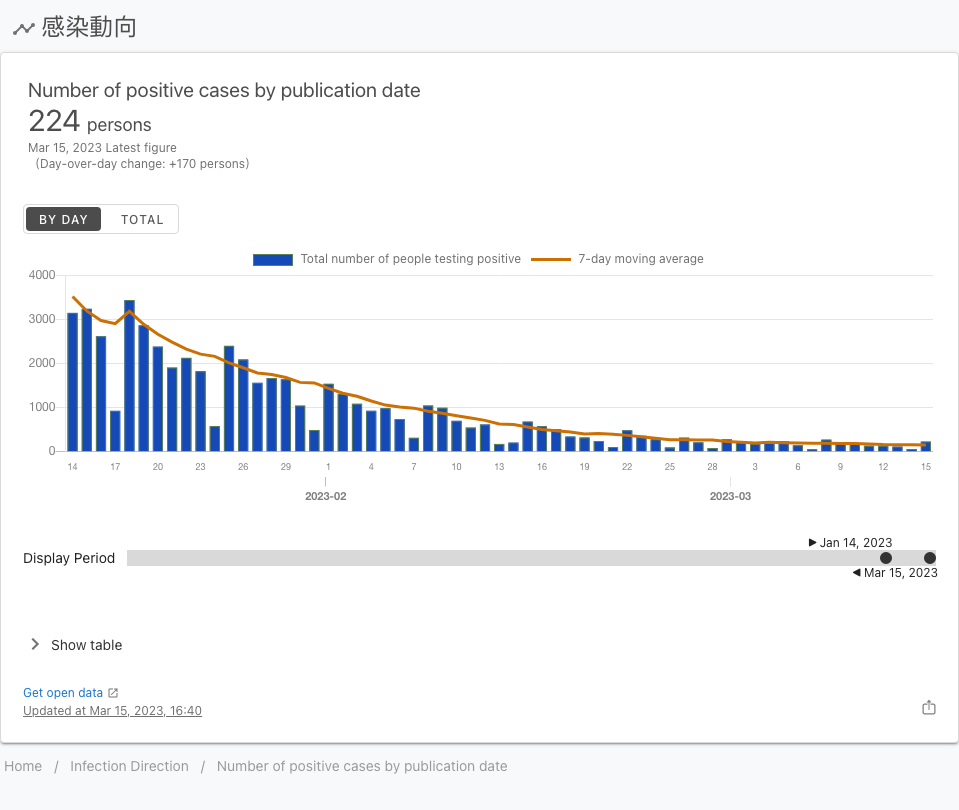 感染動向
Number of positive cases by publication date
224 persons
Mar 15, 2023 Latest figure
(Day-over-day change: +170 persons)
BY DAY TOTAL
Total number of people testing positive 7-day moving average
4000
3000
2000
1000
0
14 17 20 23 26 29 1 4 7 10 13 16 19 22 25 28 3 6 9 12 15
2023-02 2023-03
Jan 14, 2023
Display Period
Mar 15, 2023
Show table
Get open data
Updated at Mar 15, 2023, 16:40
Home / Infection Direction / Number of positive cases by publication date